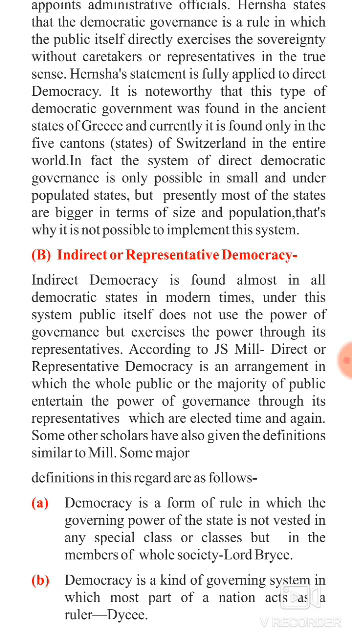 appoints administrative officials. Hernsha states
that the democratic governance is a rule in which
the public itself directly exercises the sovereignty
without caretakers or representatives in the true
sense. Hernsha's statement is fully applied to direct
Democracy. It is noteworthy that this type of
democratic government was found in the ancient
states of Greece and currently it is found only in the
five cantons (states) of Switzerland in the entire
world.In fact the system of direct democratic
governance is only possible in small and under
populated states, but presently most of the states
are bigger in terms of size and population,that's
why it is not possible to implement this system.
(B) Indirect or Representative Democracy-
Indirect Democracy is found almost in all
democratic states in modern times, under this
system public itself does not use the power of
governance but exercises the power through its
representatives. According to JS Mill- Direct or
Representative Democracy is an arrangement in
which the whole public or the majority of public
entertain the power of governance through its
representatives which are elected time and again.
Some other scholars have also given the definitions
similar to Mill. Some major
definitions in this regard are as follows-
(a) Democracy is a form of rule in which the
governing power of the state is not vested in
any special class or classes but in the
members of whole society-Lord Bryce.
(b) Democracy is a kind of governing system in
which most part of a nation acts as a
ruler—Dycee.
V RECORDER